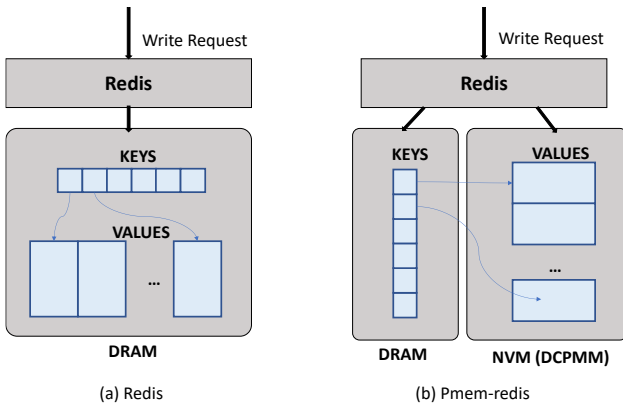 Write Request
Redis
KEYS
VALUES
...
DRAM
(a) Redis
Write Request
Redis
KEYS
VALUES
...
DRAM
NVM (DCPMM)
(b) Pmem-redis